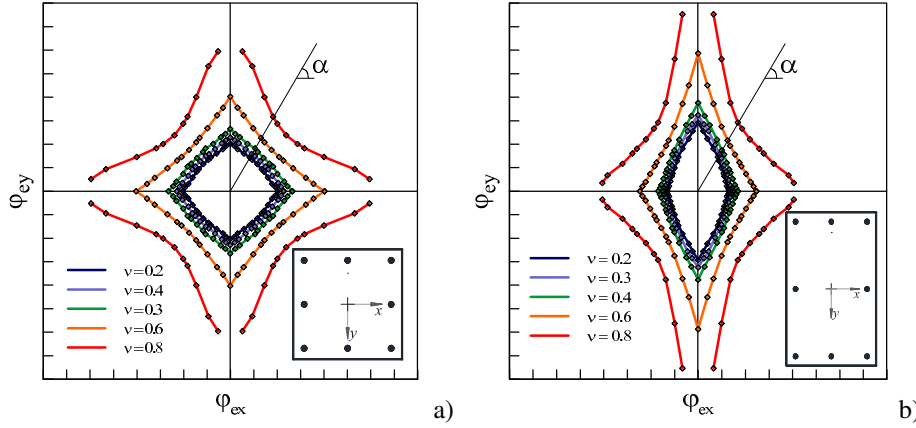 α
φey
ν = 0.2
ν = 0.4
ν = 0.3
ν = 0.6
ν = 0.8
x
y
φex
a)
α
φey
ν = 0.2
ν = 0.3
ν = 0.4
ν = 0.6
ν = 0.8
x
y
φex
b)